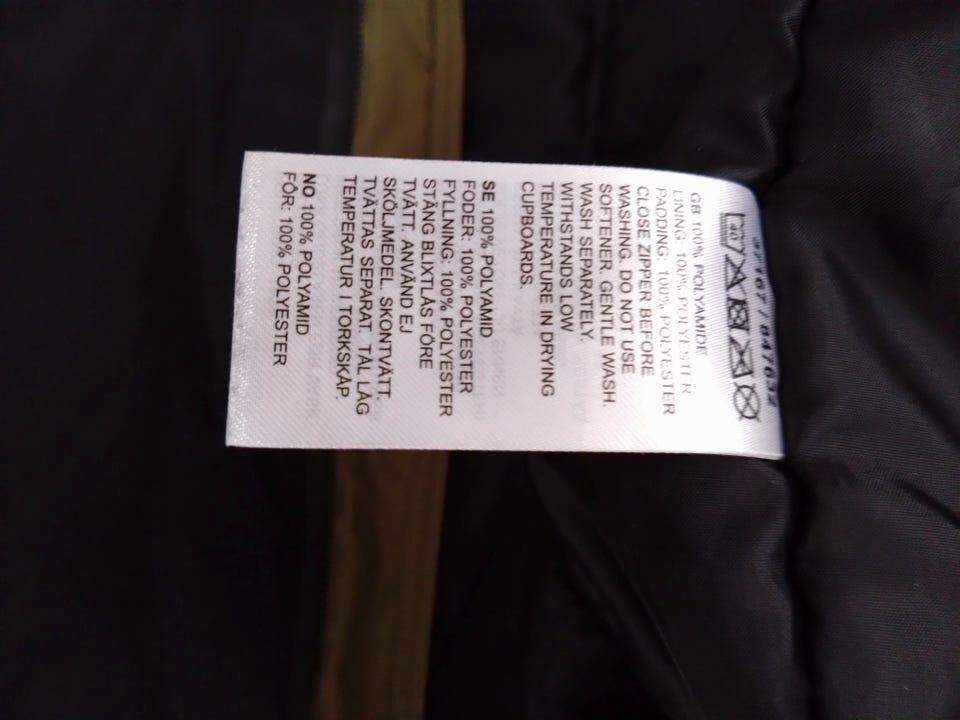 GB 100% POLYAMIDE
LINING: 100% POLYESTER
PADDING: 100% POLYESTER
CLOSE ZIPPER BEFORE
WASHING. DO NOT USE
SOFTENER. GENTLE WASH.
WASH SEPARATELY.
WITHSTANDS LOW
TEMPERATURE IN DRYING
CUPBOARDS.
SE 100% POLYAMID
FODER: 100% POLYESTER
FYLLNING: 100% POLYESTER
STÄNG BLIXTLÅS FÖRE
TVÄTT. ANVÄND EJ
SKÖLJMEDEL. SKONTVÄTT.
TVÄTTAS SEPARAT. TÅL LÅG
TEMPERATUR I TORKSKÅP.
NO 100% POLYAMID
FÔR: 100% POLYESTER